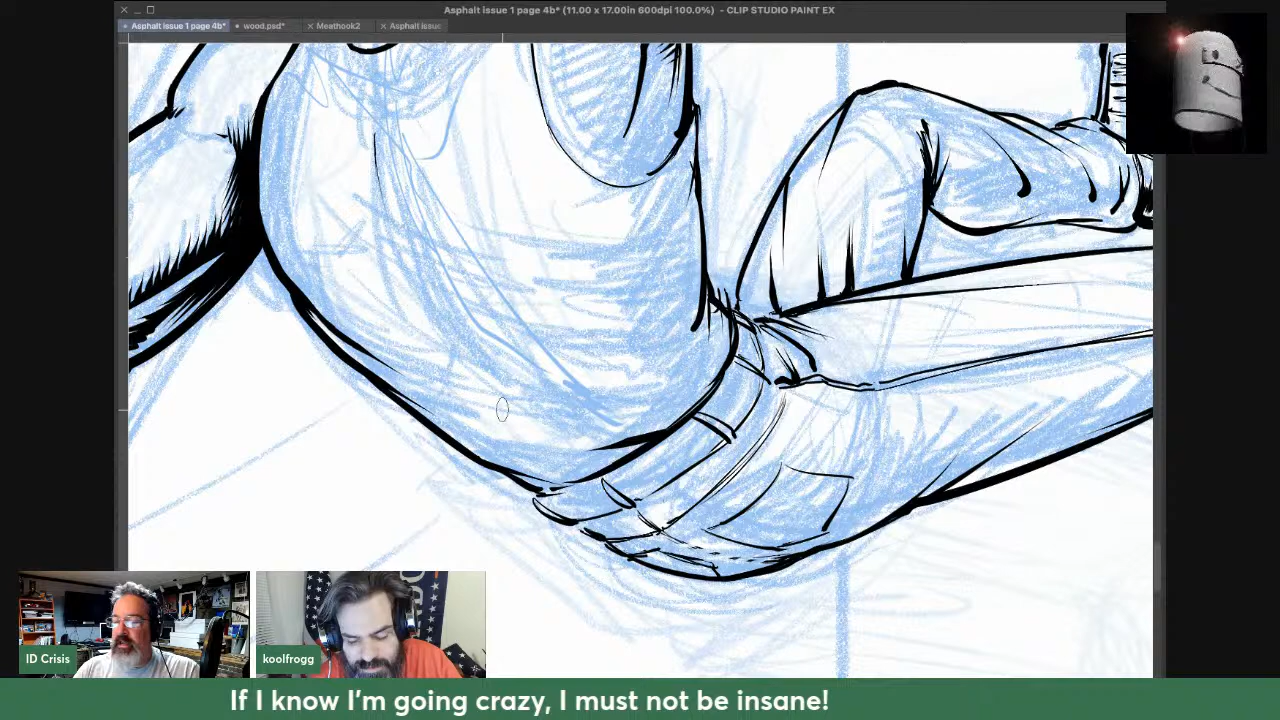 Asphalt issue 1 page 4b* (11.00 x 17.00in 600dpi 100.0%) - CLIP STUDIO PAINT EX
Asphalt issue 1 page 4b* wood.psd* Meathook2 Asphalt issue
ID Crisis
koolfrogg
If I know I'm going crazy, I must not be insane!